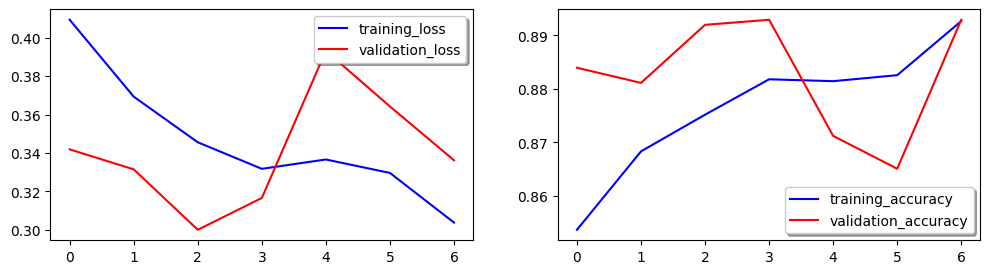 0.40
0.38
0.36
0.34
0.32
0.30
0 1 2 3 4 5 6
training_loss
validation_loss
0.89
0.88
0.87
0.86
0 1 2 3 4 5 6
training_accuracy
validation_accuracy